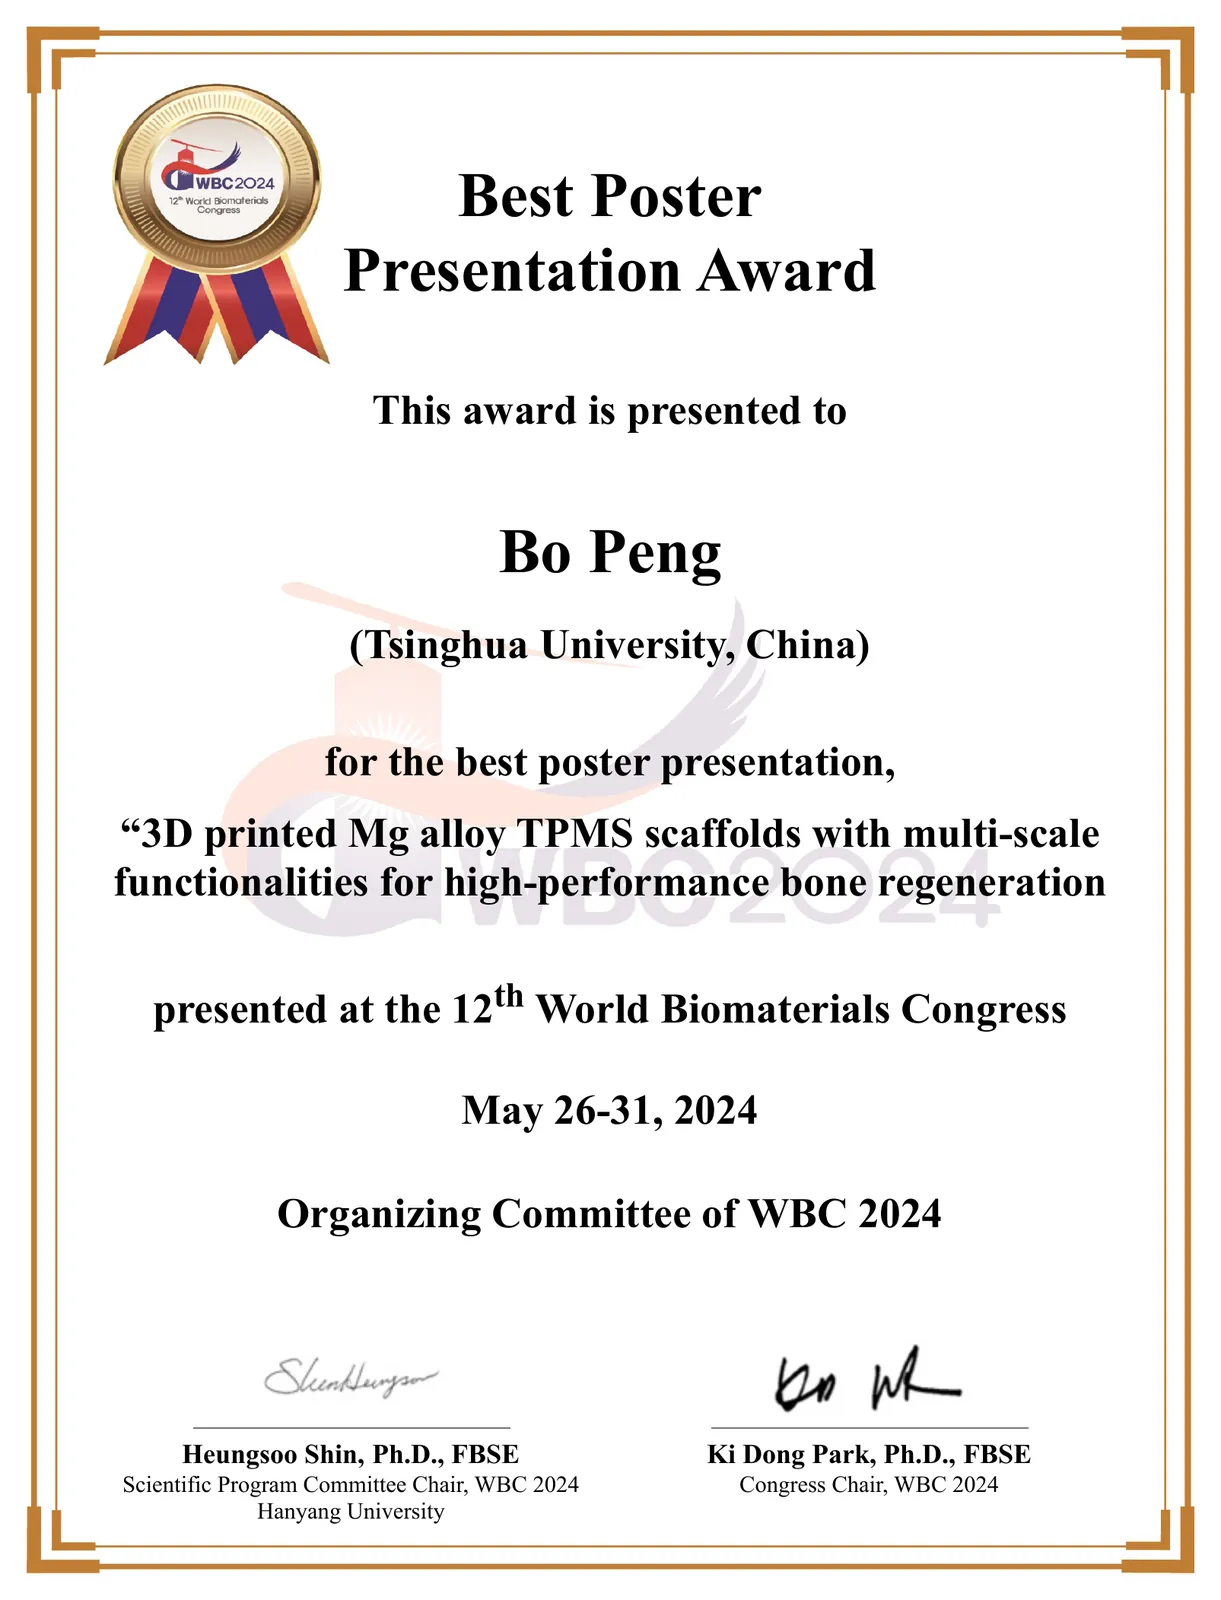 WBC2024
12th World Biomaterials
Congress
Best Poster
Presentation Award
This award is presented to
Bo Peng
(Tsinghua University, China)
for the best poster presentation,
“3D printed Mg alloy TPMS scaffolds with multi-scale
functionalities for high-performance bone regeneration
WBC2024
presented at the 12th World Biomaterials Congress
May 26-31, 2024
Organizing Committee of WBC 2024
Heungsoo Shin, Ph.D., FBSE
Scientific Program Committee Chair, WBC 2024
Hanyang University
Ki Dong Park, Ph.D., FBSE
Congress Chair, WBC 2024